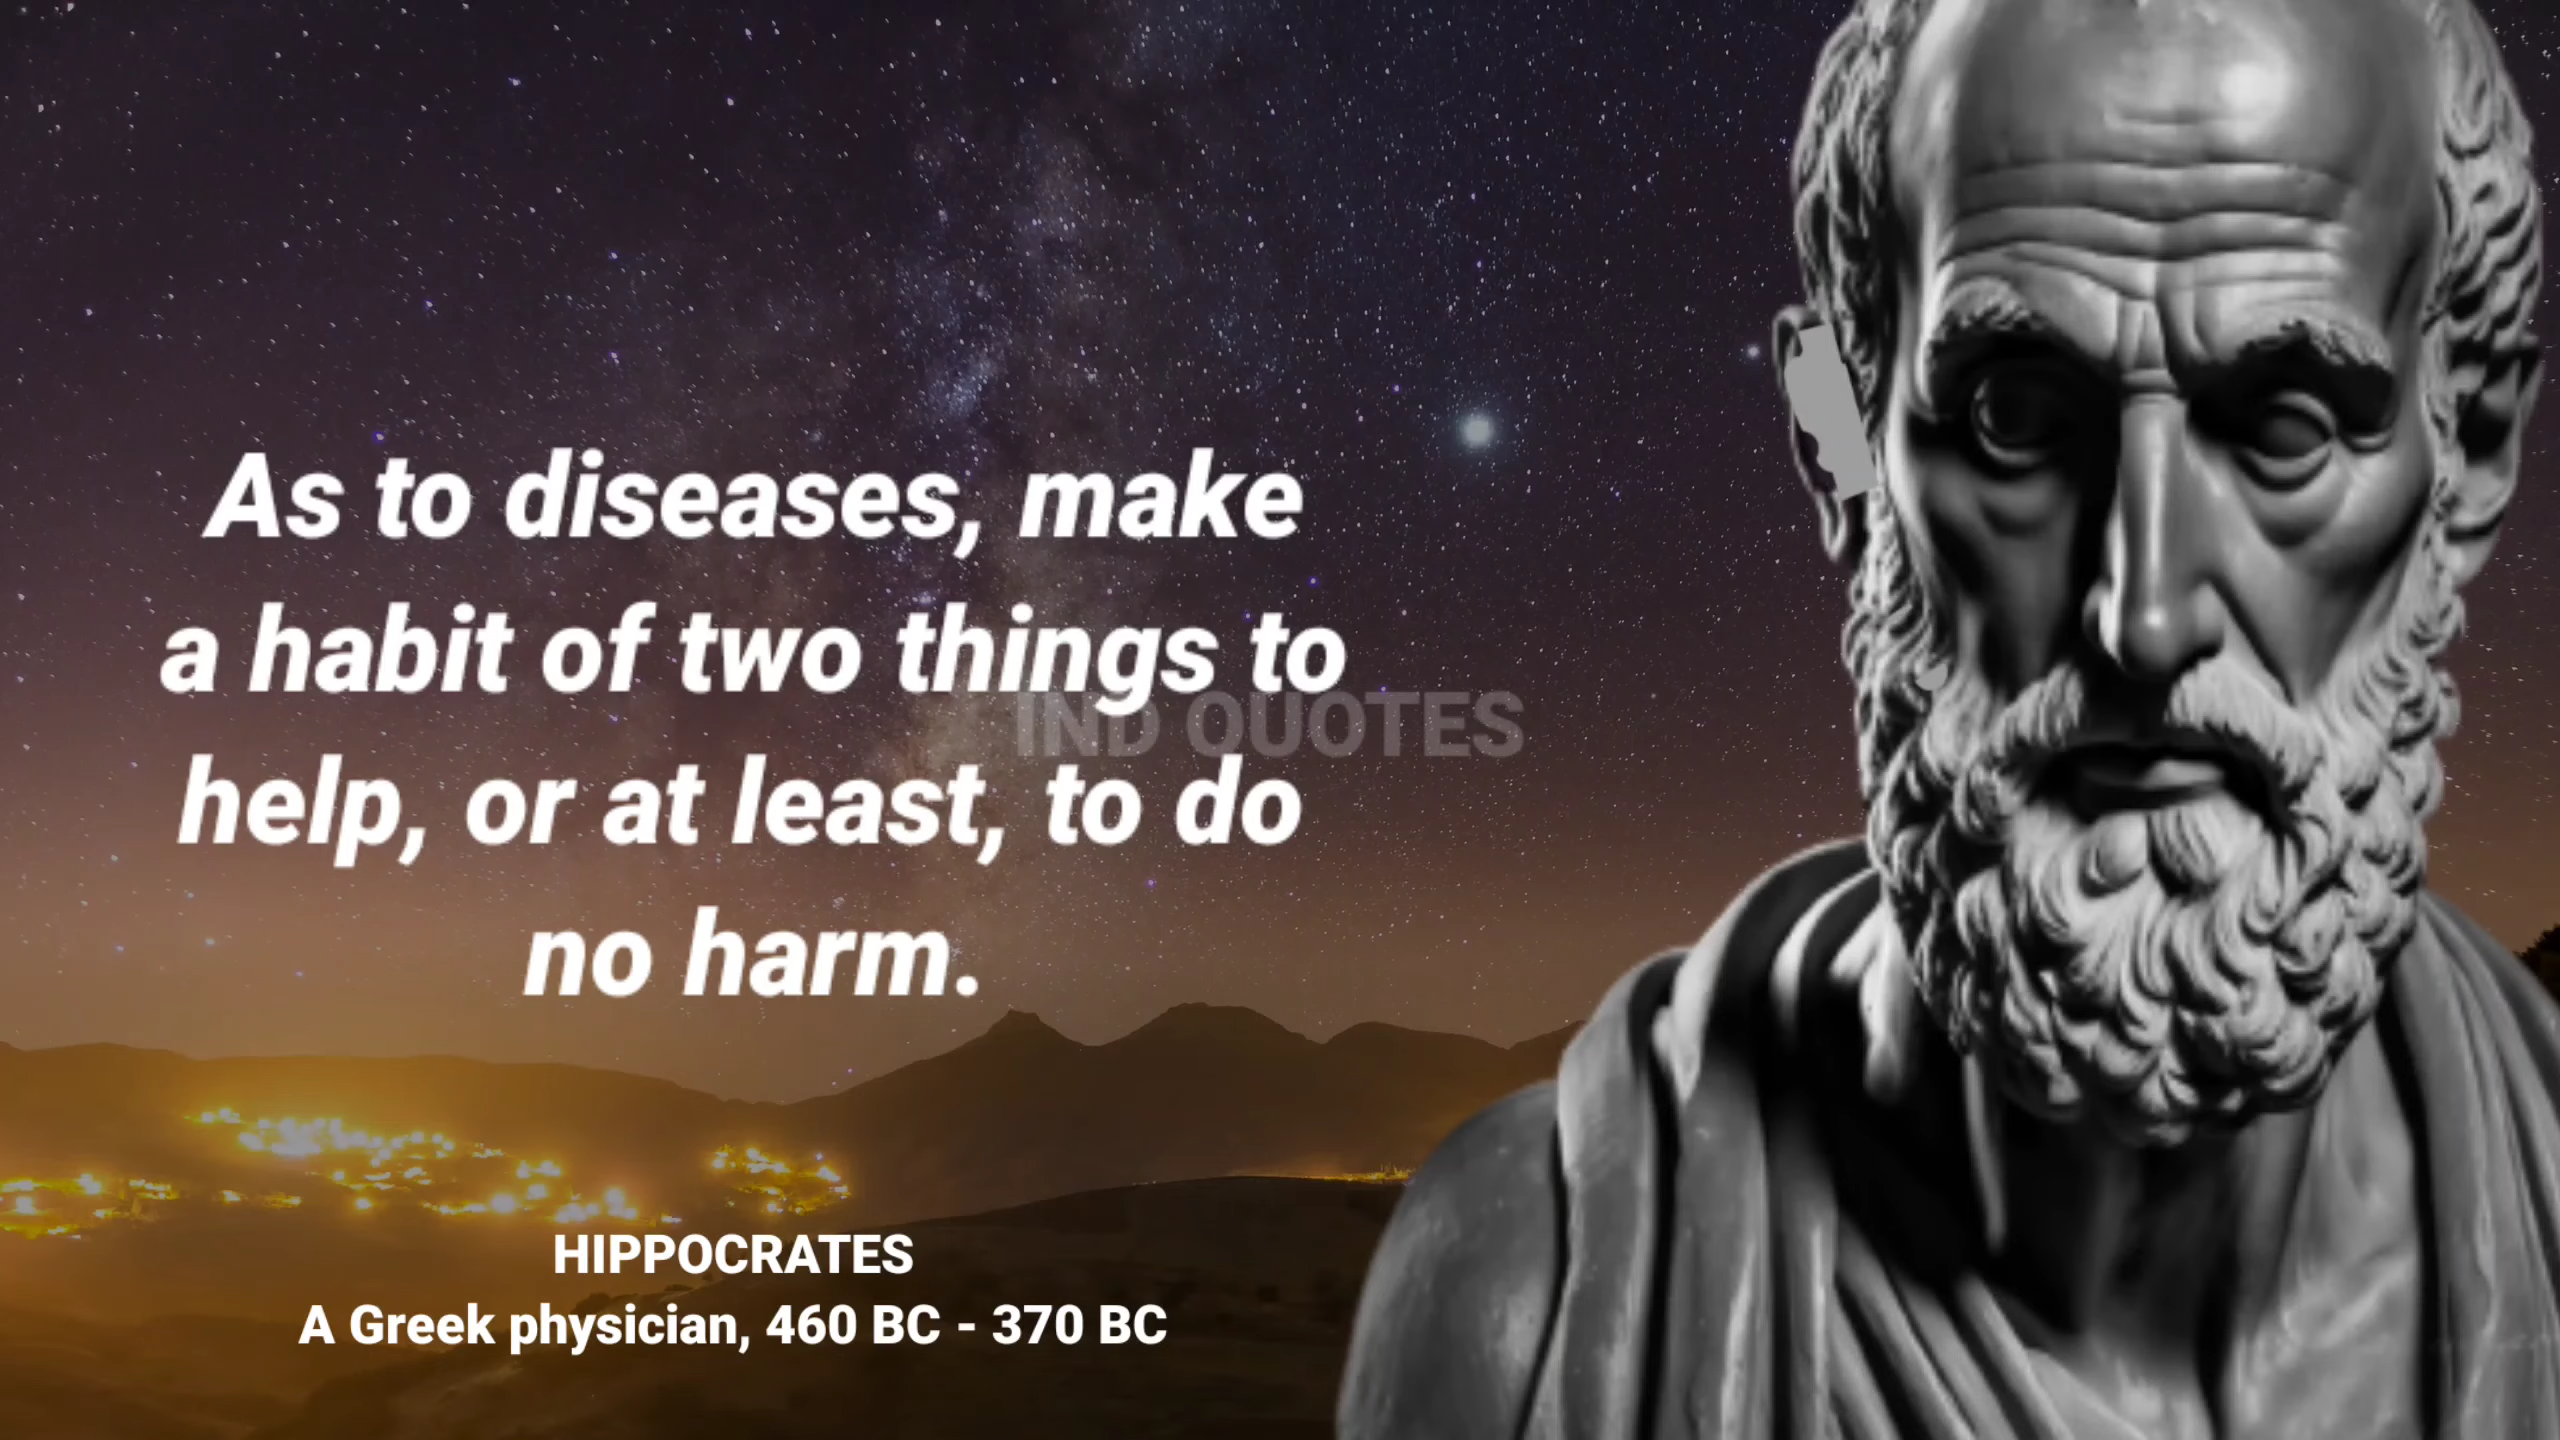 As to diseases, make
a habit of two things to
help, or at least, to do
no harm.
IND QUOTES
HIPPOCRATES
A Greek physician, 460 BC - 370 BC